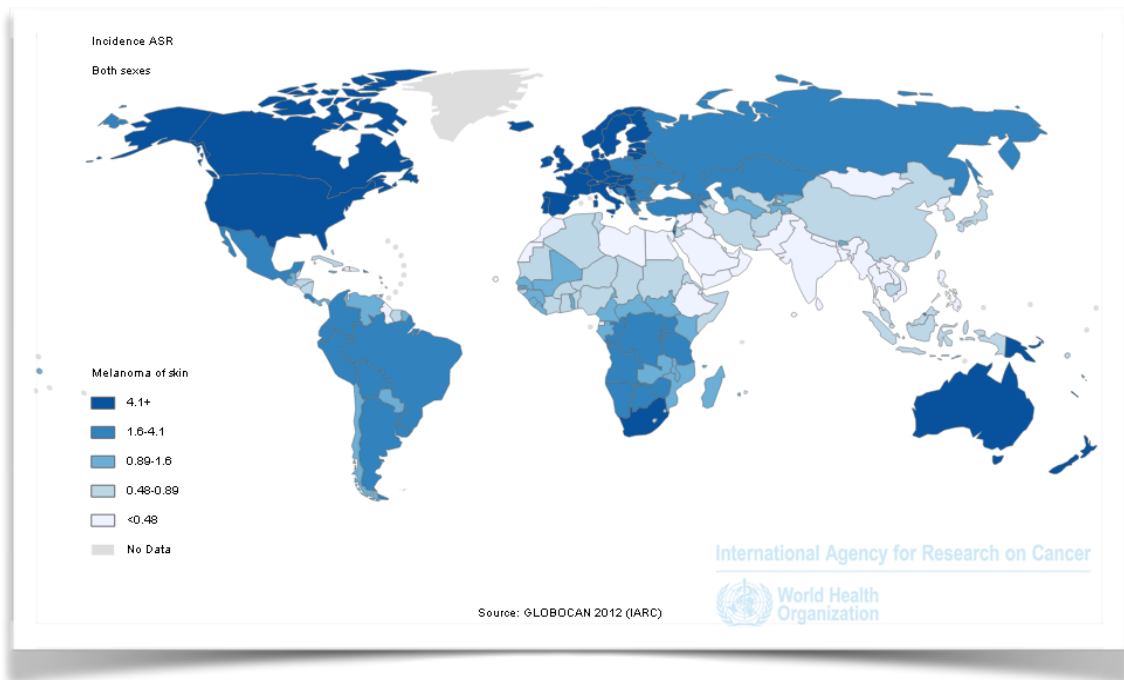 Incidence ASR
Both sexes
Melanoma of skin
4.1+
1.6-4.1
0.89-1.6
0.48-0.89
<0.48
No Data
International Agency for Research on Cancer
World Health
Organization
Source: GLOBOCAN 2012 (IARC)